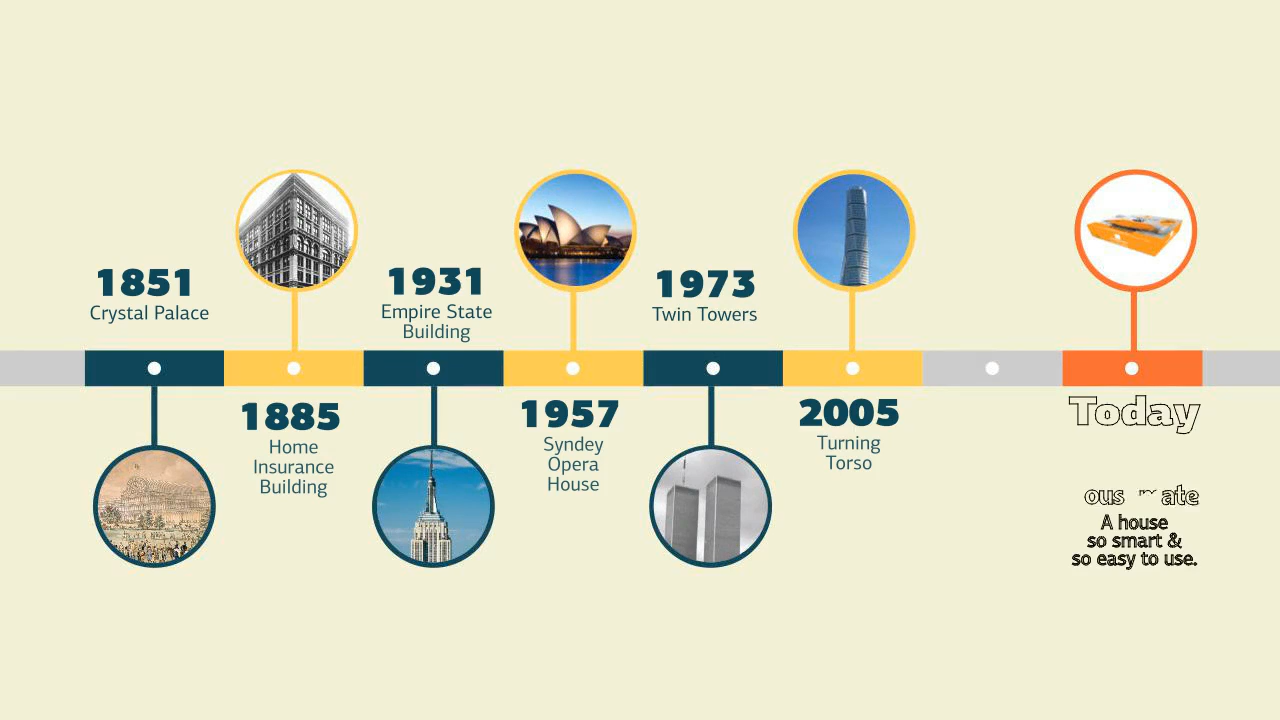 1851
Crystal Palace
1885
Home
Insurance
Building
1931
Empire State
Building
1957
Syndey
Opera
House
1973
Twin Towers
2005
Turning
Torso
Today
A house
so smart &
so easy to use.